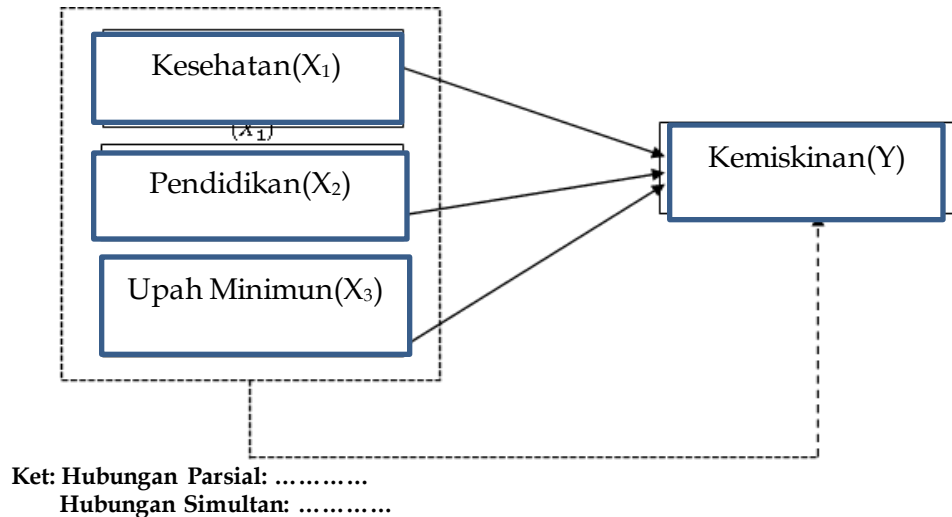 Kesehatan(X₁)
(X₁)
Pendidikan(X₂)
Upah Minimun(X₃)
Kemiskinan(Y)
Ket: Hubungan Parsial: …………
Hubungan Simultan: …………